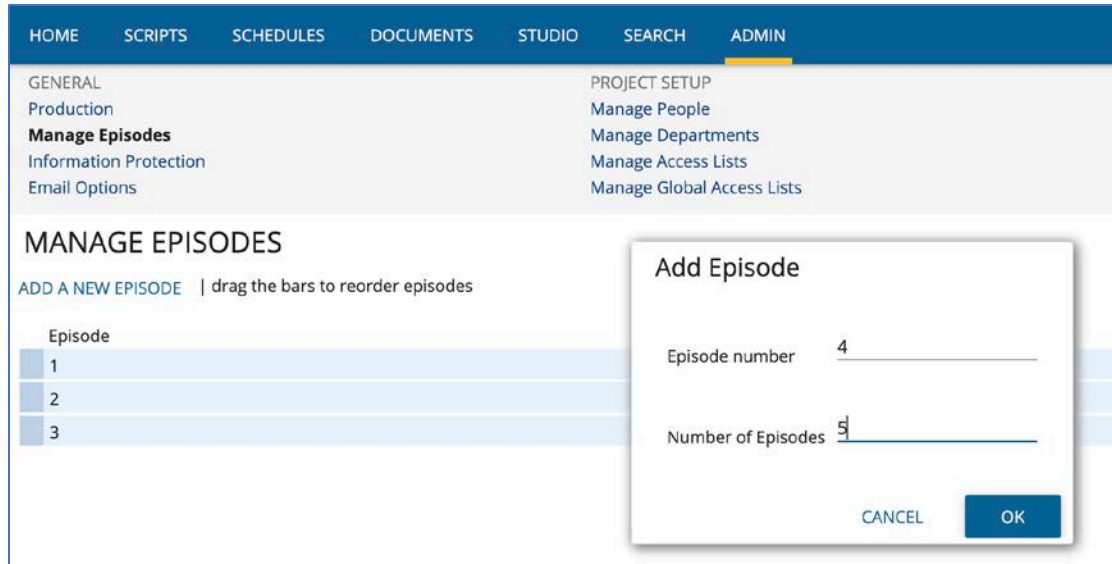 HOME SCRIPTS SCHEDULES DOCUMENTS STUDIO SEARCH ADMIN
GENERAL
Production
Manage Episodes
Information Protection
Email Options
PROJECT SETUP
Manage People
Manage Departments
Manage Access Lists
Manage Global Access Lists
MANAGE EPISODES
ADD A NEW EPISODE | drag the bars to reorder episodes
Episode
1
2
3
Add Episode
Episode number 4
Number of Episodes 5
CANCEL OK